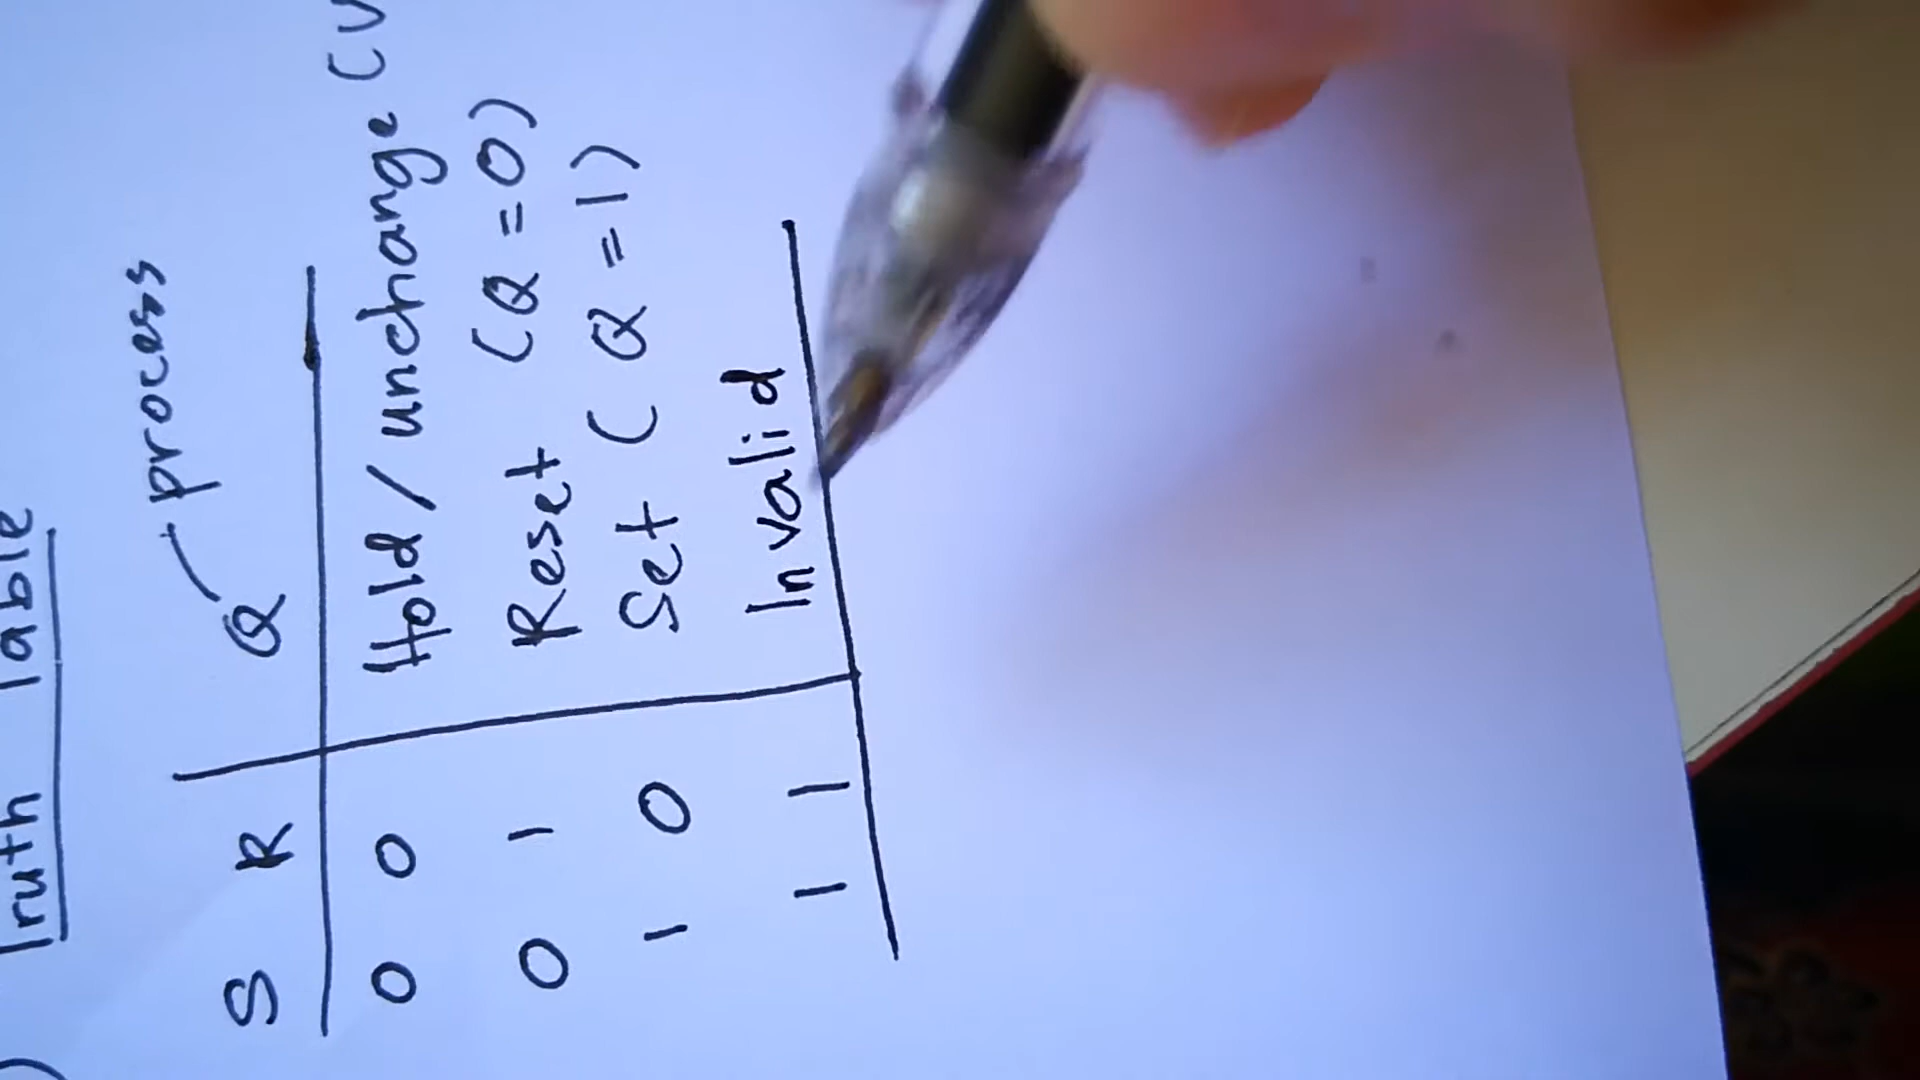 Truth Table
process
S R Q
0 0 Hold / unchange (
0 1 Reset (Q = 0)
1 0 Set (Q = 1)
1 1 Invalid